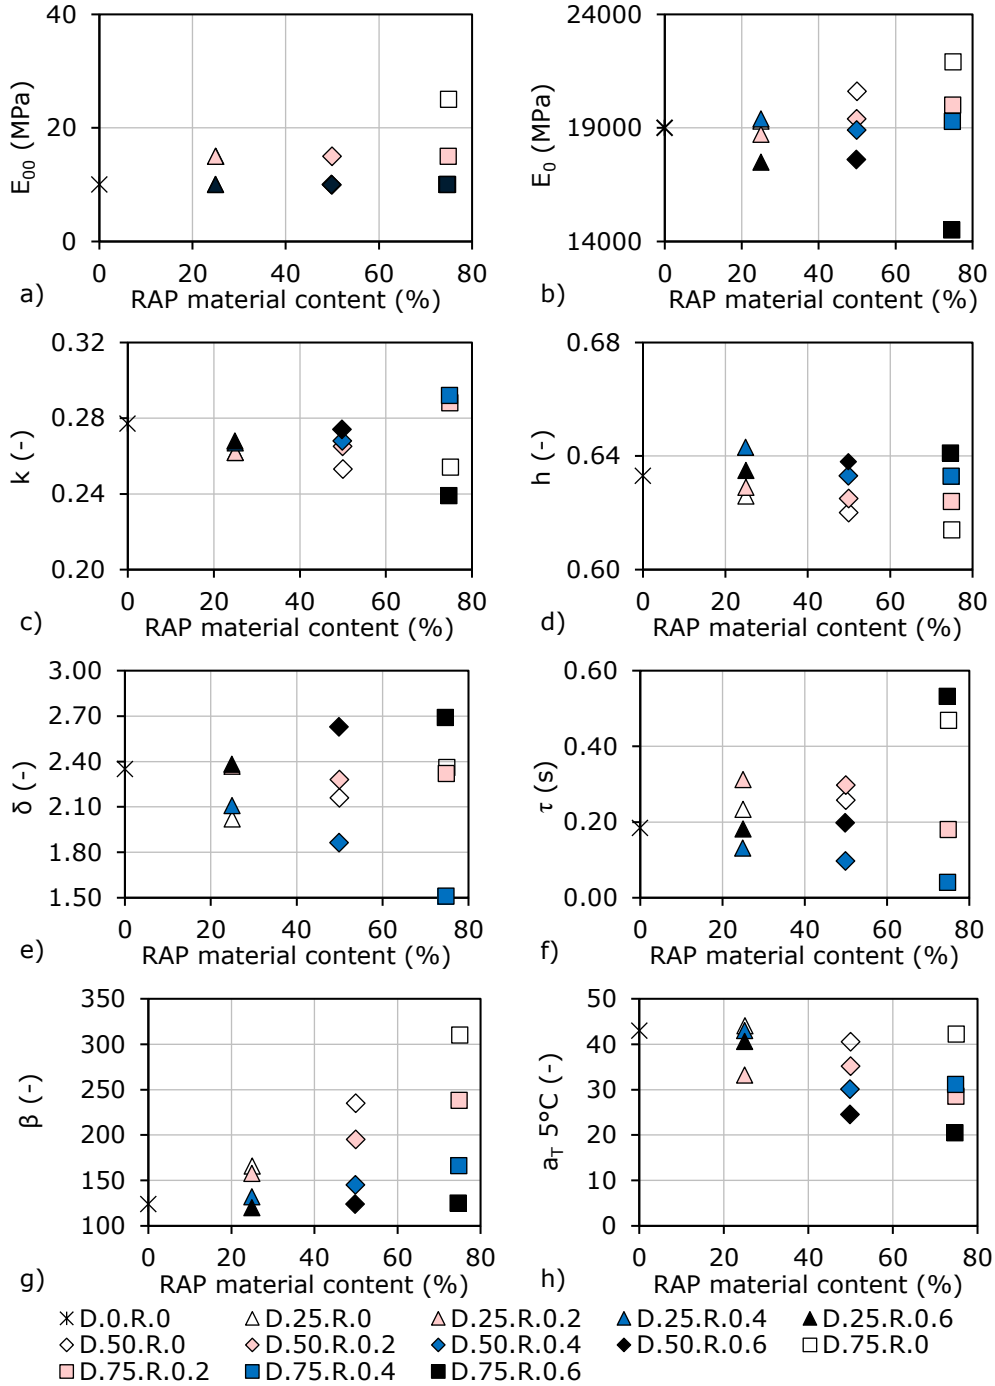 40
20
0
E00 (MPa)
0 20 40 60 80
a) RAP material content (%)
24000
19000
14000
E0 (MPa)
0 20 40 60 80
b) RAP material content (%)
0.32
0.28
0.24
0.20
k (-)
0 20 40 60 80
c) RAP material content (%)
0.68
0.64
0.60
h (-)
0 20 40 60 80
d) RAP material content (%)
3.00
2.70
2.40
2.10
1.80
1.50
δ (-)
0 20 40 60 80
e) RAP material content (%)
0.60
0.40
0.20
0.00
τ (s)
0 20 40 60 80
f) RAP material content (%)
350
300
250
200
150
100
β (-)
0 20 40 60 80
g) RAP material content (%)
50
40
30
20
10
0
aT 5°C (-)
0 20 40 60 80
h) RAP material content (%)
D.0.R.0 D.25.R.0 D.25.R.0.2 D.25.R.0.4 D.25.R.0.6
D.50.R.0 D.50.R.0.2 D.50.R.0.4 D.50.R.0.6 D.75.R.0
D.75.R.0.2 D.75.R.0.4 D.75.R.0.6